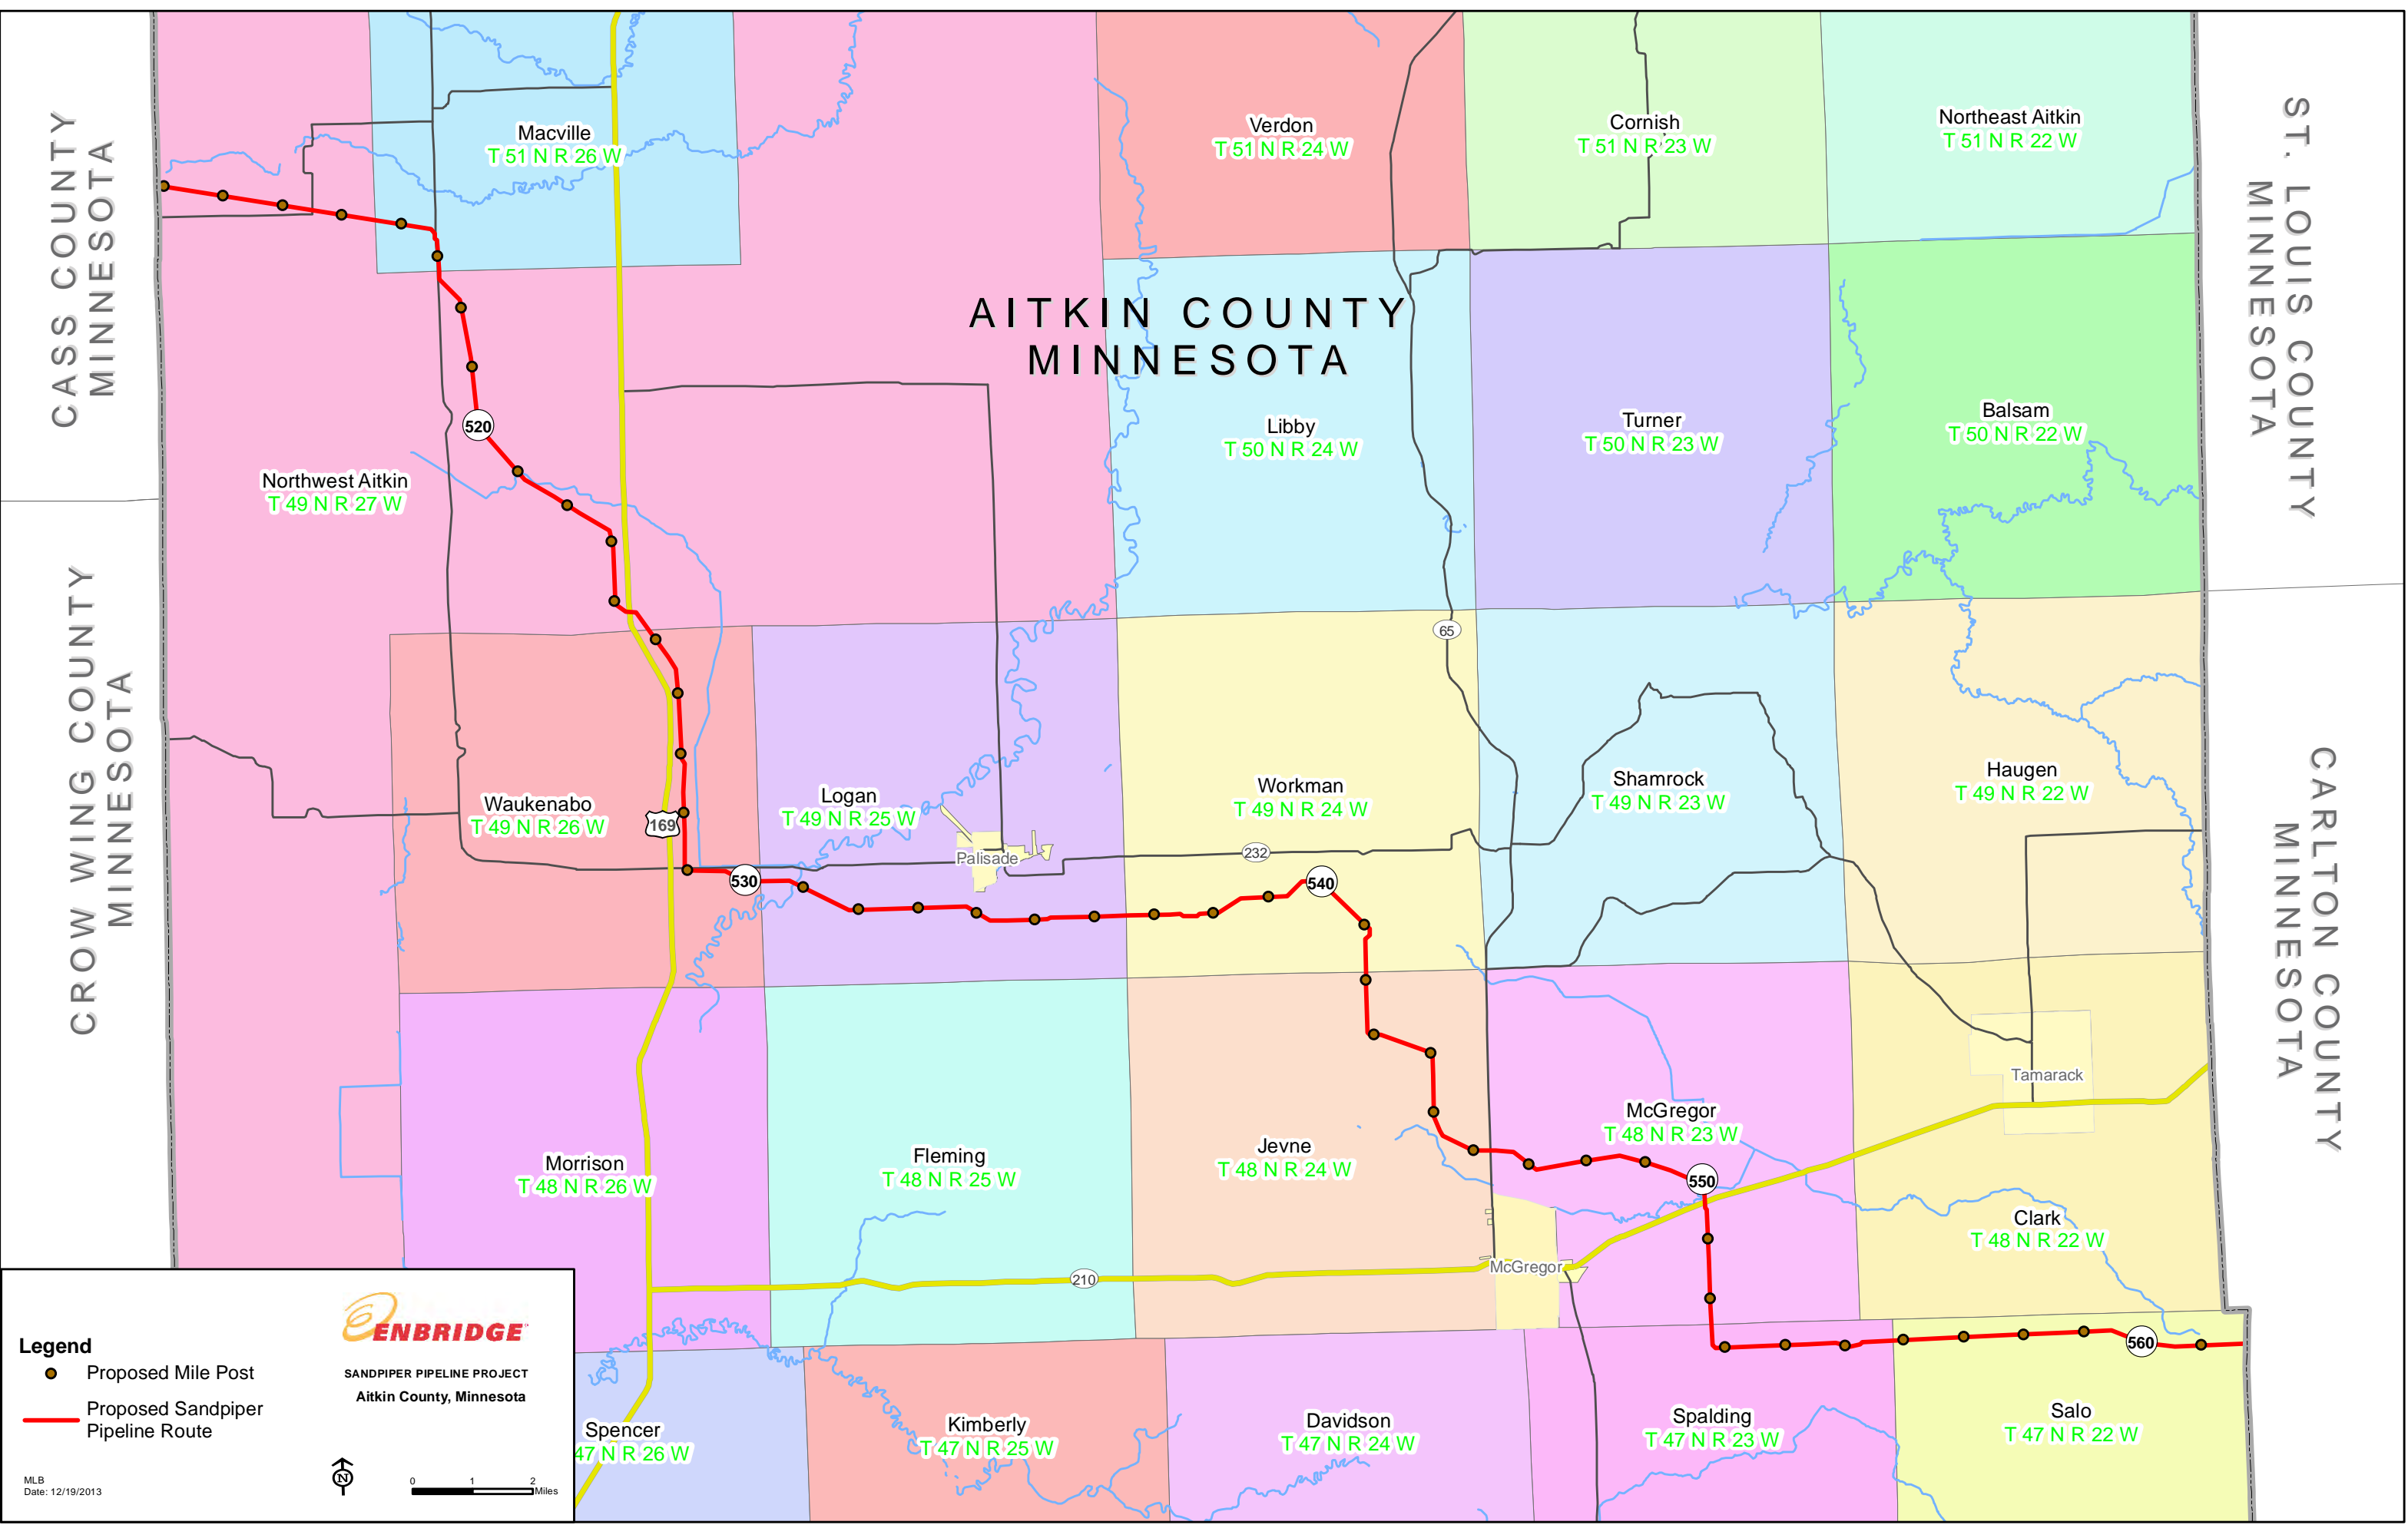 CASS COUNTY
MINNESOTA
CROW WING COUNTY
MINNESOTA
AITKIN COUNTY
MINNESOTA
ST. LOUIS COUNTY
MINNESOTA
CARLTON COUNTY
MINNESOTA
Macville
T 51 N R 26 W
Verdon
T 51 N R 24 W
Cornish
T 51 N R 23 W
Northeast Aitkin
T 51 N R 22 W
Northwest Aitkin
T 49 N R 27 W
520
Libby
T 50 N R 24 W
Turner
T 50 N R 23 W
Balsam
T 50 N R 22 W
65
Waukenabo
T 49 N R 26 W
169
Logan
T 49 N R 25 W
Palisade
Workman
T 49 N R 24 W
232
Shamrock
T 49 N R 23 W
Haugen
T 49 N R 22 W
530
540
Morrison
T 48 N R 26 W
Fleming
T 48 N R 25 W
Jevne
T 48 N R 24 W
McGregor
T 48 N R 23 W
550
Tamarack
Clark
T 48 N R 22 W
210
McGregor
560
Spencer
47 N R 26 W
Kimberly
T 47 N R 25 W
Davidson
T 47 N R 24 W
Spalding
T 47 N R 23 W
Salo
T 47 N R 22 W
Legend
Proposed Mile Post
Proposed Sandpiper
Pipeline Route
ENBRIDGE
SANDPIPER PIPELINE PROJECT
Aitkin County, Minnesota
N
0 1 2
Miles
MLB
Date: 12/19/2013